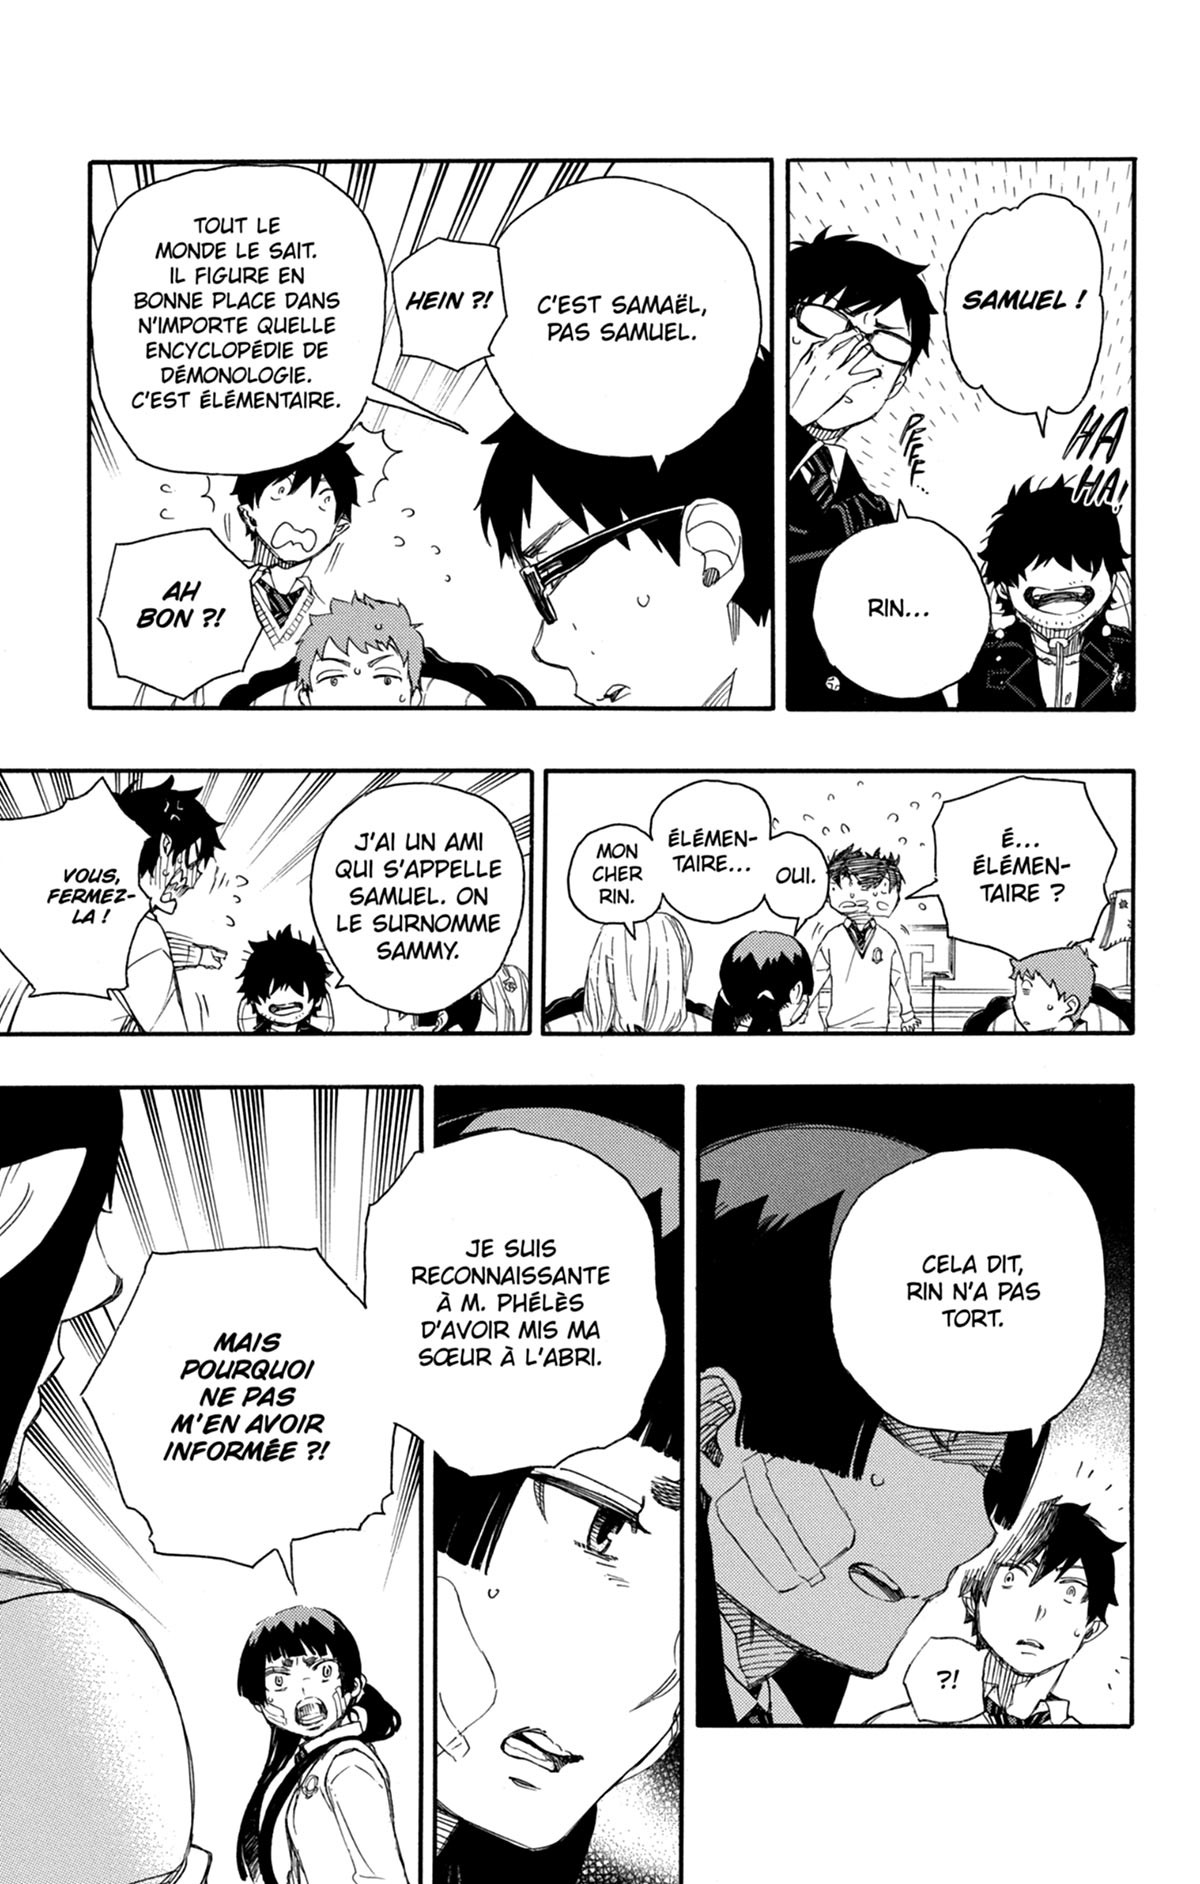 SAMUEL !
HA
HA !
PFFF...
RIN...
C'EST SAMAËL,
PAS SAMUEL.
HEIN ?!
TOUT LE
MONDE LE SAIT.
IL FIGURE EN
BONNE PLACE DANS
N'IMPORTE QUELLE
ENCYCLOPÉDIE DE
DÉMONOLOGIE.
C'EST ÉLÉMENTAIRE.
AH
BON ?!
É...
ÉLÉMEN-
TAIRE ?
OUI.
ÉLÉMEN-
TAIRE...
MON
CHER
RIN.
J'AI UN AMI
QUI S'APPELLE
SAMUEL. ON
LE SURNOMME
SAMMY.
VOUS,
FERMEZ-
LA !
CELA DIT,
RIN N'A PAS
TORT.
?!
JE SUIS
RECONNAISSANTE
À M. PHÉLÈS
D'AVOIR MIS MA
SŒUR À L'ABRI.
MAIS
POURQUOI
NE PAS
M'EN AVOIR
INFORMÉE ?!